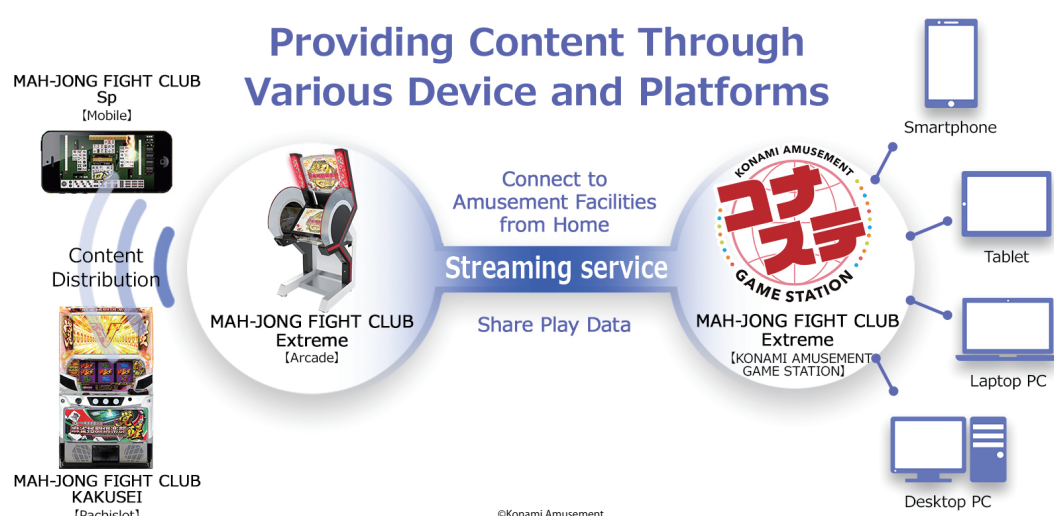 Providing Content Through
Various Device and Platforms
MAH-JONG FIGHT CLUB
Sp
【Mobile】
Content
Distribution
MAH-JONG FIGHT CLUB
KAKUSEI
【Pachislot】
MAH-JONG FIGHT CLUB
Extreme
【Arcade】
Connect to
Amusement Facilities
from Home
Streaming service
Share Play Data
KONAMI AMUSEMENT
コナ
ステ
GAME STATION
MAH-JONG FIGHT CLUB
Extreme
【KONAMI AMUSEMENT
GAME STATION】
Smartphone
Tablet
Laptop PC
Desktop PC
©Konami Amusement